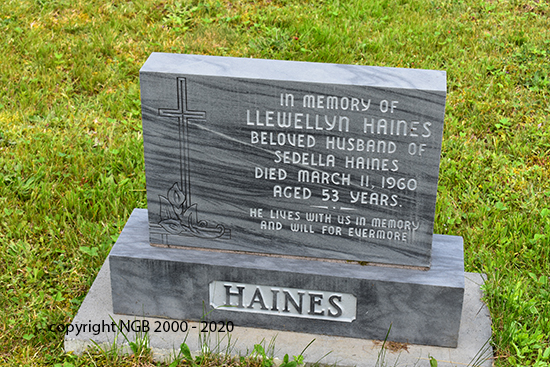 IN MEMORY OF
LLEWELLYN HAINES
BELOVED HUSBAND OF
SEDELLA HAINES
DIED MARCH 11, 1960
AGED 53 YEARS.
HE LIVES WITH US IN MEMORY
AND WILL FOR EVERMORE
HAINES
copyright NGB 2000 - 2020